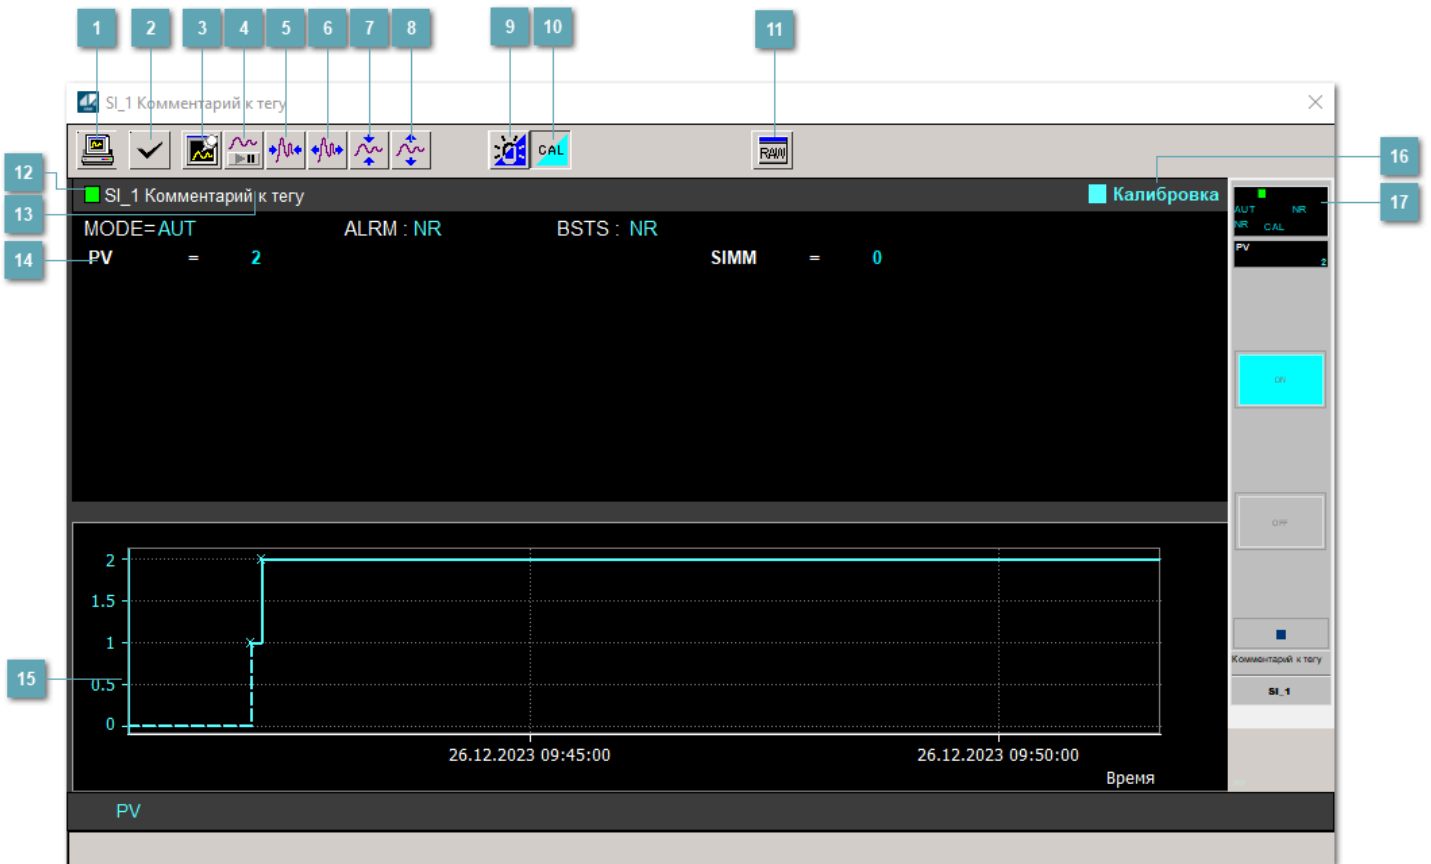 1 2 3 4 5 6 7 8 9 10 11
SI_1 Комментарий к тегу
CAL RAW
12
16
SI_1 Комментарий к тегу
Калибровка
13
17
AUT NR
NR CAL
MODE=AUT ALRM : NR BSTS : NR
14
PV = 2 SIMM = 0
PV
2
ON
OFF
2
1.5
1
0.5
0
15
Комментарий к тегу
SI_1
26.12.2023 09:45:00 26.12.2023 09:50:00
Время
PV